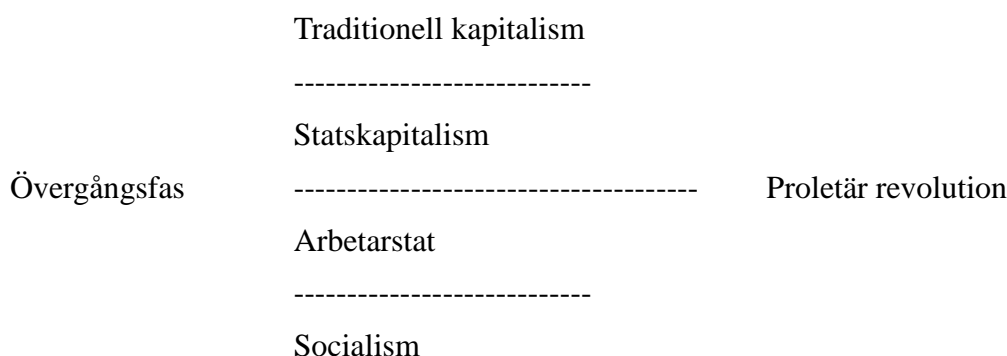 Traditionell kapitalism
----------------------------
Statskapitalism
Övergångsfas -------------------------------------- Proletär revolution
Arbetarstat
----------------------------
Socialism